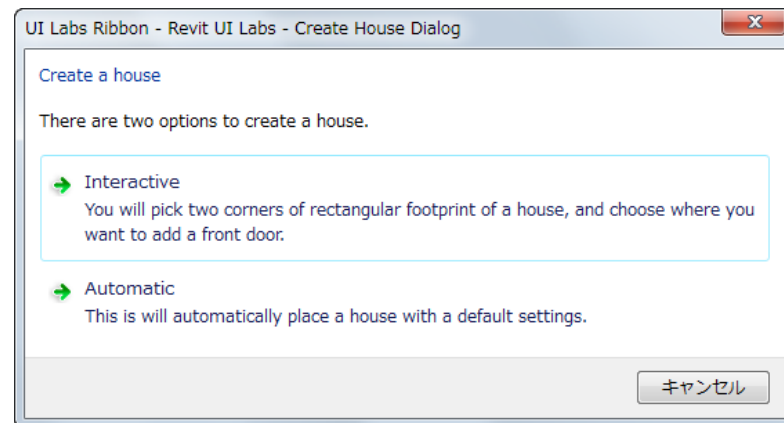 UI Labs Ribbon - Revit UI Labs - Create House Dialog
Create a house
There are two options to create a house.
Interactive
You will pick two corners of rectangular footprint of a house, and choose where you
want to add a front door.
Automatic
This is will automatically place a house with a default settings.
キャンセル